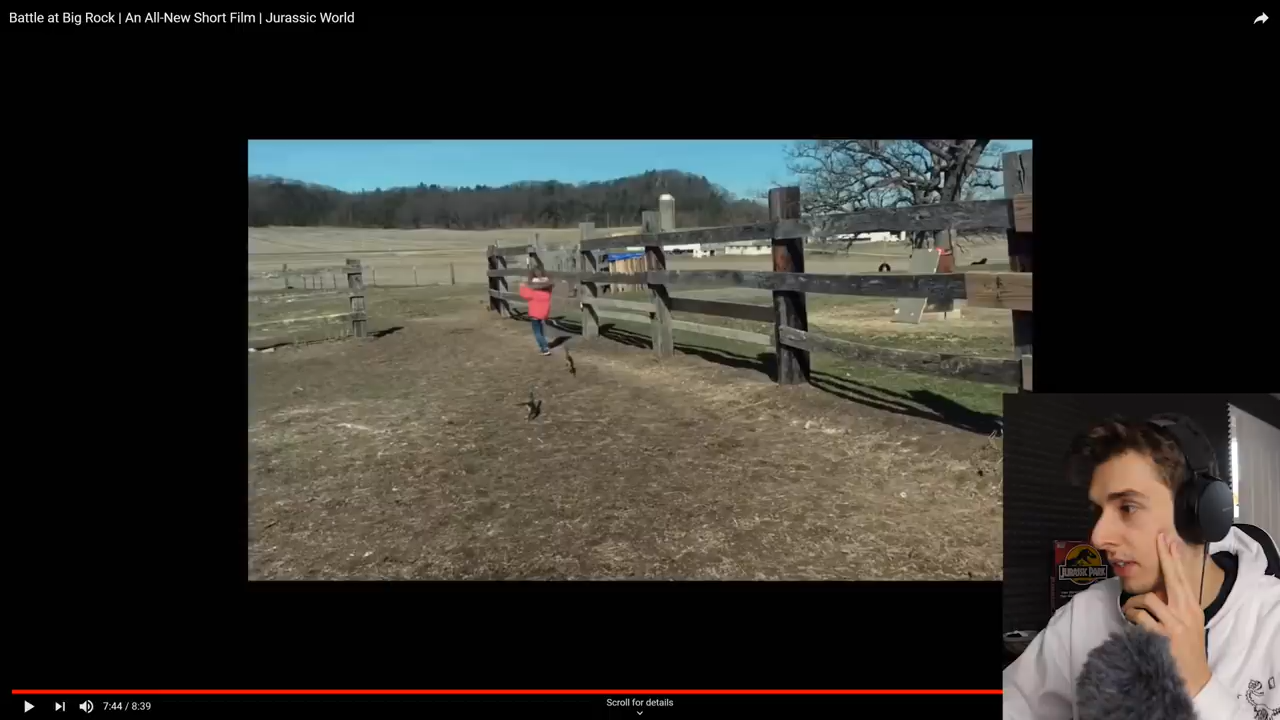 Battle at Big Rock | An All-New Short Film | Jurassic World
JURASSIC PARK
7:44 / 8:39
Scroll for details